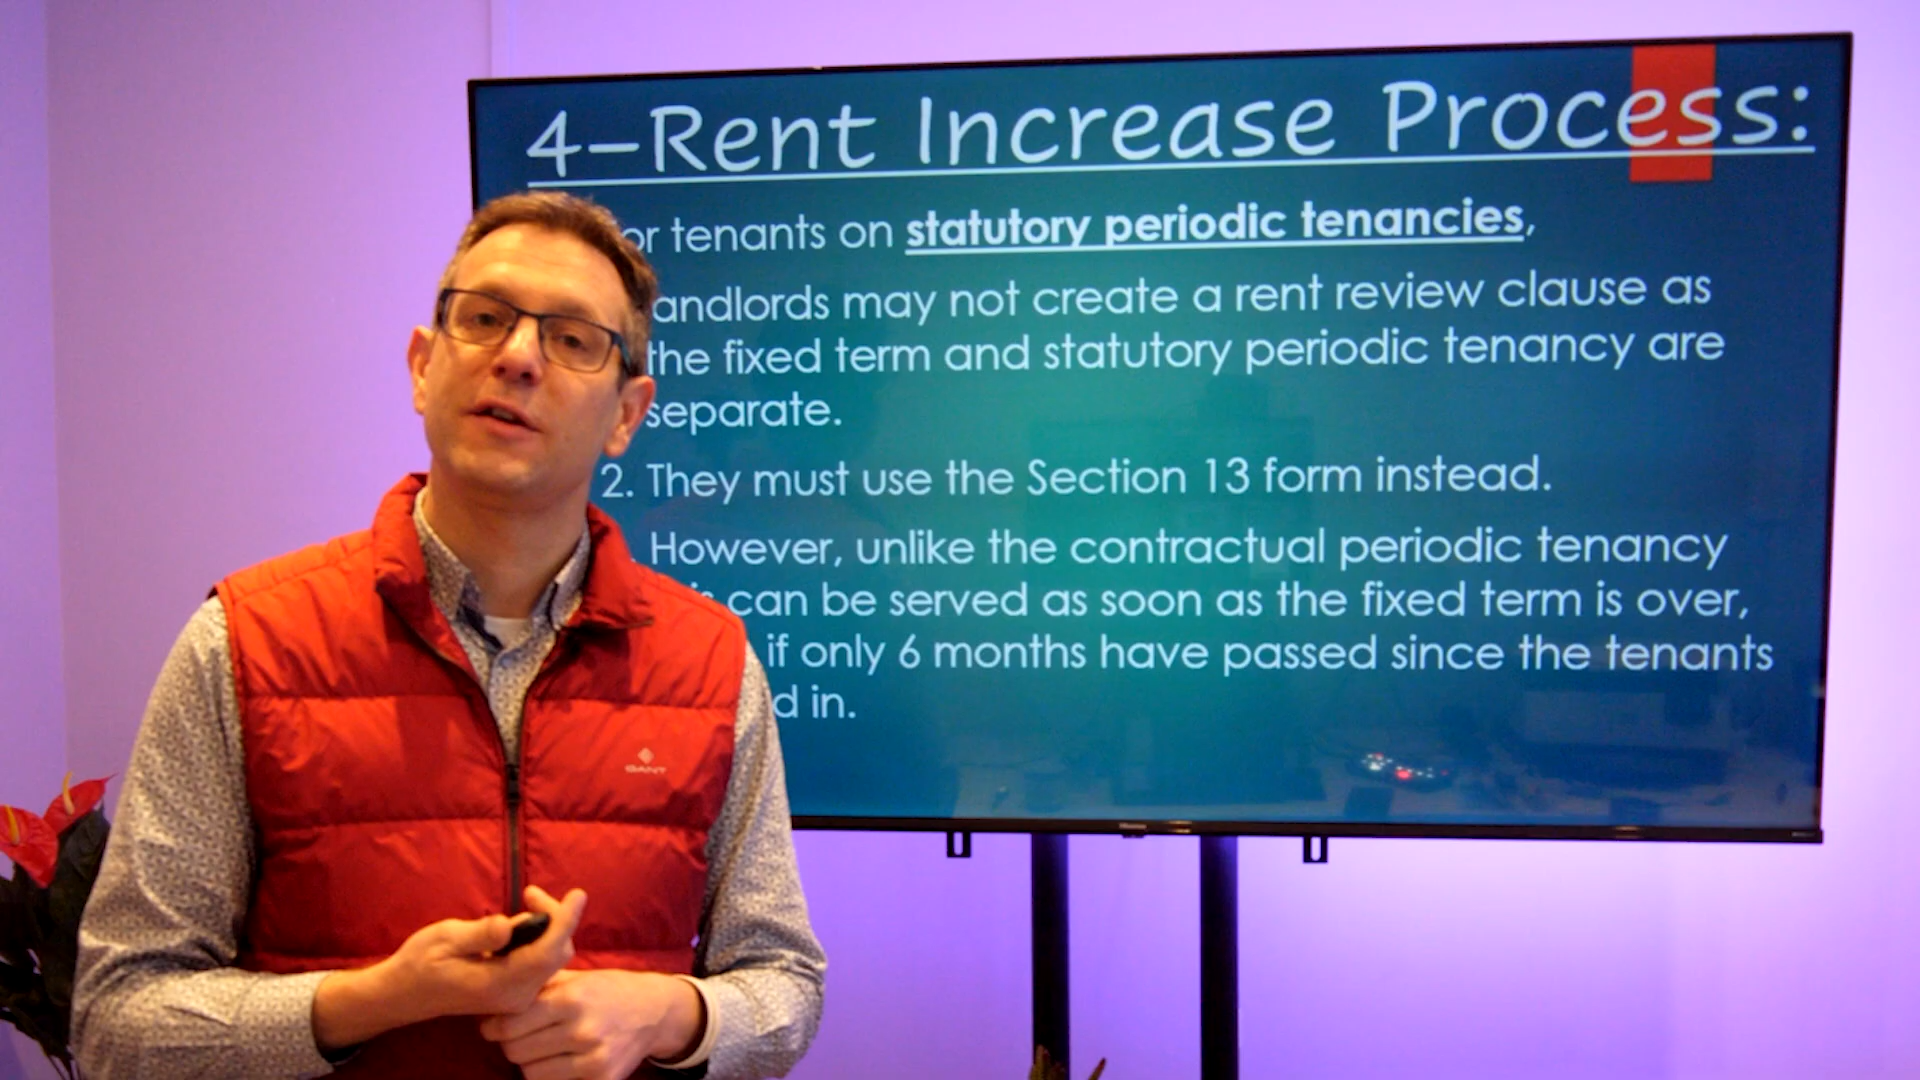 4–Rent Increase Process:
or tenants on statutory periodic tenancies,
andlords may not create a rent review clause as
the fixed term and statutory periodic tenancy are
separate.
2. They must use the Section 13 form instead.
. However, unlike the contractual periodic tenancy
is can be served as soon as the fixed term is over,
if only 6 months have passed since the tenants
d in.
GANT